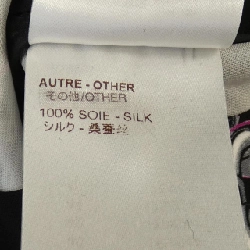 AUTRE - OTHER
その他/OTHER
100% SOIE - SILK
シルク - 桑蚕丝